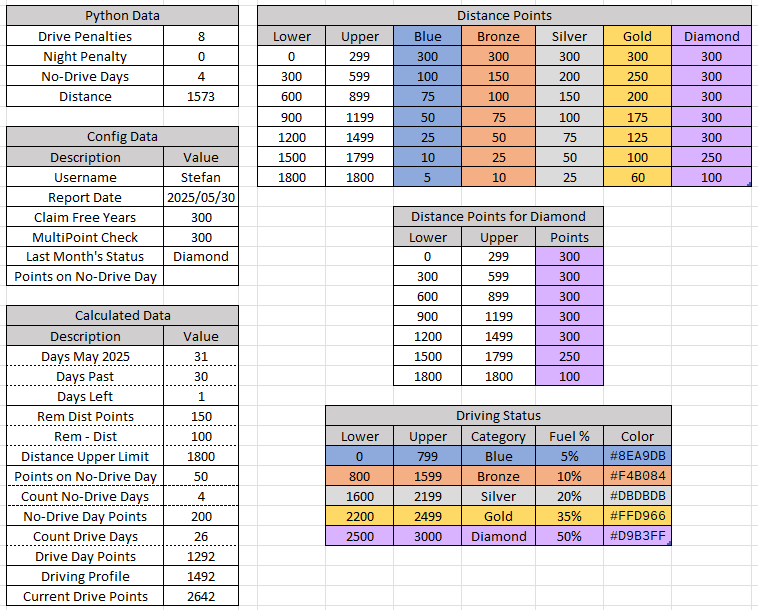 Python Data
Drive Penalties 8
Night Penalty 0
No-Drive Days 4
Distance 1573
Config Data
Description Value
Username Stefan
Report Date 2025/05/30
Claim Free Years 300
MultiPoint Check 300
Last Month's Status Diamond
Points on No-Drive Day
Calculated Data
Description Value
Days May 2025 31
Days Past 30
Days Left 1
Rem Dist Points 150
Rem - Dist 100
Distance Upper Limit 1800
Points on No-Drive Day 50
Count No-Drive Days 4
No-Drive Day Points 200
Count Drive Days 26
Drive Day Points 1292
Driving Profile 1492
Current Drive Points 2642
Distance Points
Lower Upper Blue Bronze Silver Gold Diamond
0 299 300 300 300 300 300
300 599 100 150 200 250 300
600 899 75 100 150 200 300
900 1199 50 75 100 175 300
1200 1499 25 50 75 125 300
1500 1799 10 25 50 100 250
1800 1800 5 10 25 60 100
Distance Points for Diamond
Lower Upper Points
0 299 300
300 599 300
600 899 300
900 1199 300
1200 1499 300
1500 1799 250
1800 1800 100
Driving Status
Lower Upper Category Fuel % Color
0 799 Blue 5% #8EA9DB
800 1599 Bronze 10% #F4B084
1600 2199 Silver 20% #DBDBDB
2200 2499 Gold 35% #FFD966
2500 3000 Diamond 50% #D9B3FF